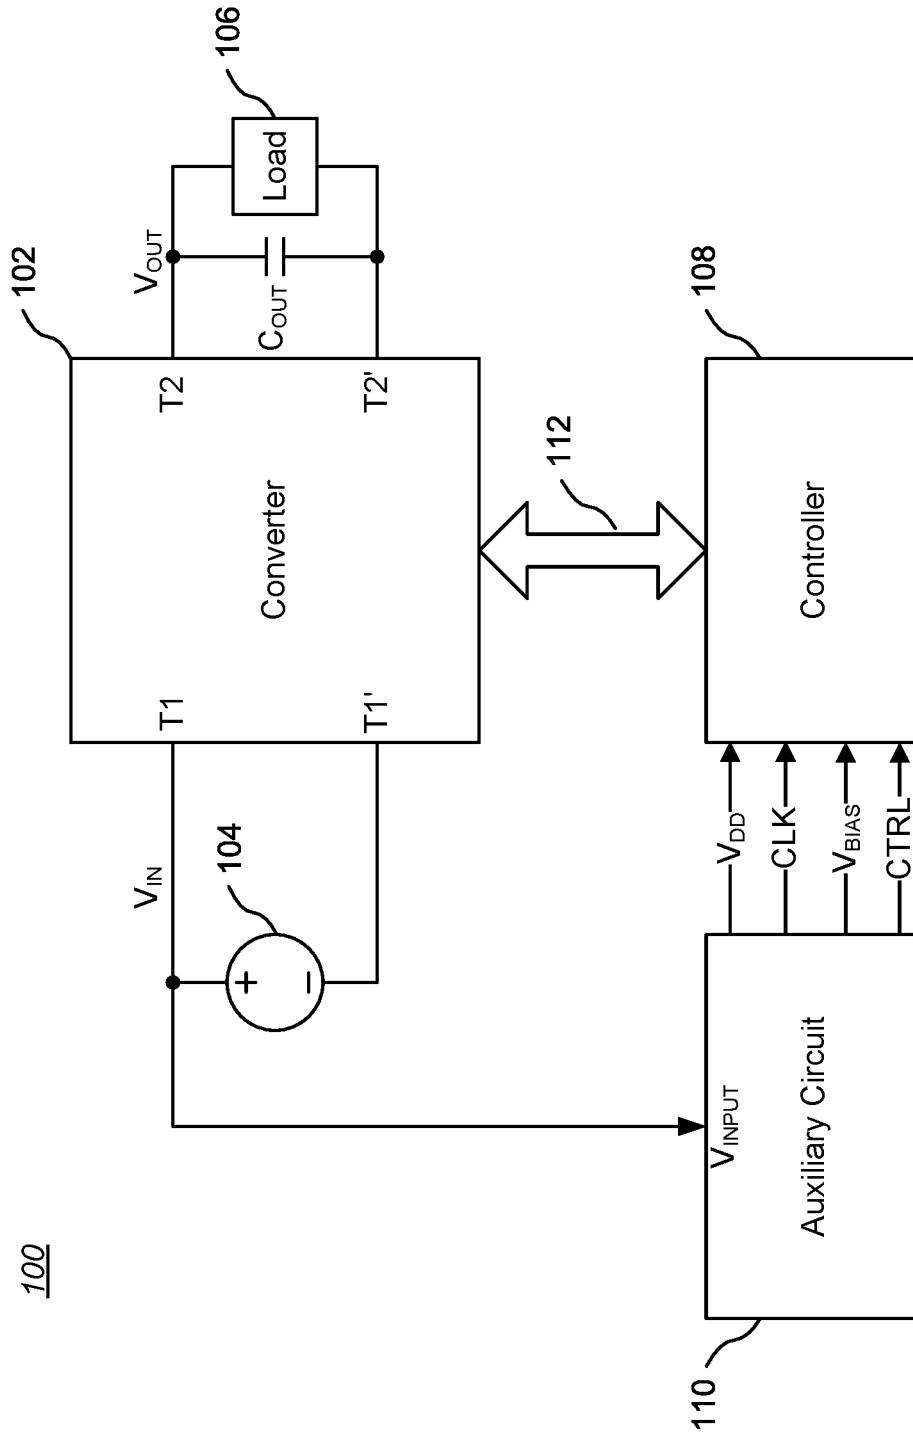 100
102
V_IN
V_OUT
106
T1
T2
104
Converter
C_OUT
Load
T1'
T2'
112
108
V_INPUT
V_DD
CLK
Auxiliary Circuit
Controller
V_BIAS
CTRL
110